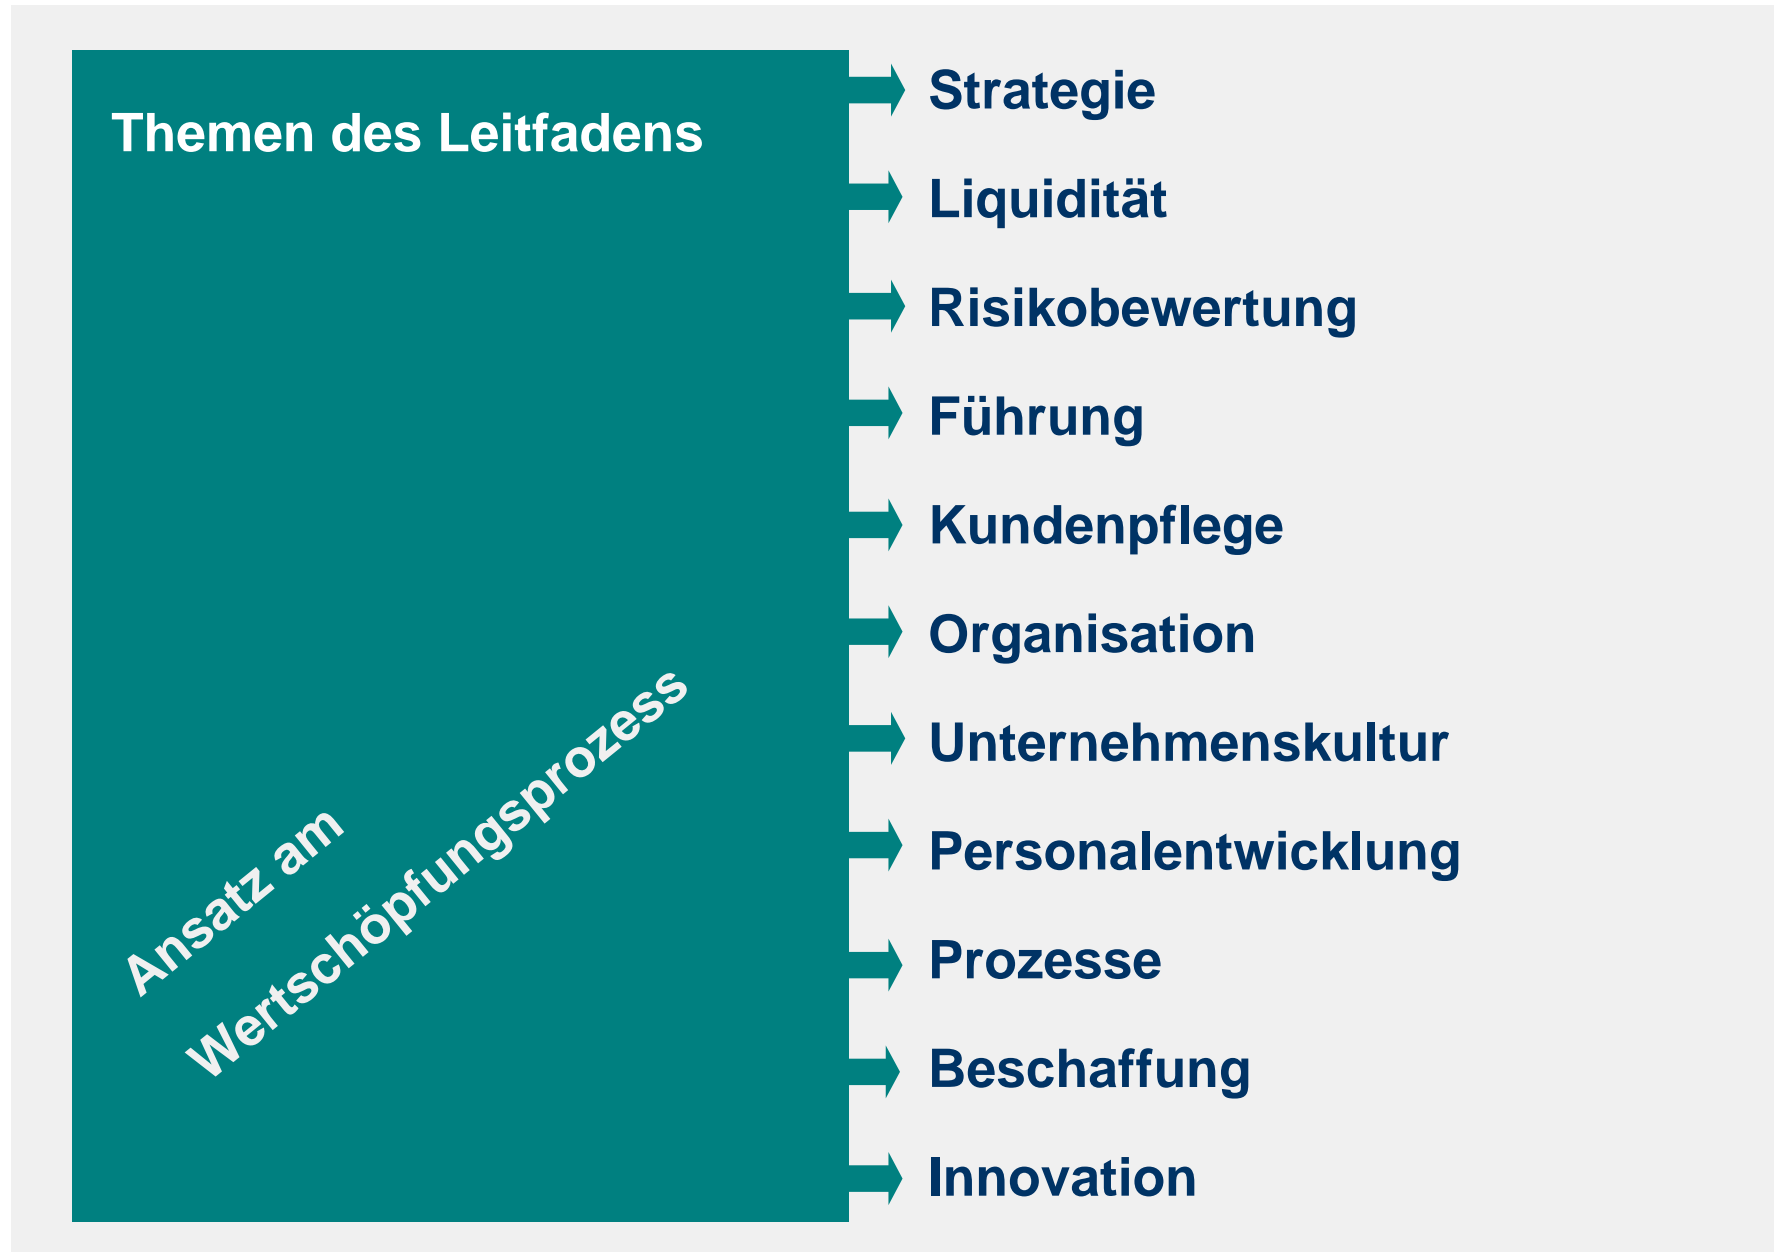 Themen des Leitfadens
Ansatz am
Wertschöpfungsprozess
Strategie
Liquidität
Risikobewertung
Führung
Kundenpflege
Organisation
Unternehmenskultur
Personalentwicklung
Prozesse
Beschaffung
Innovation